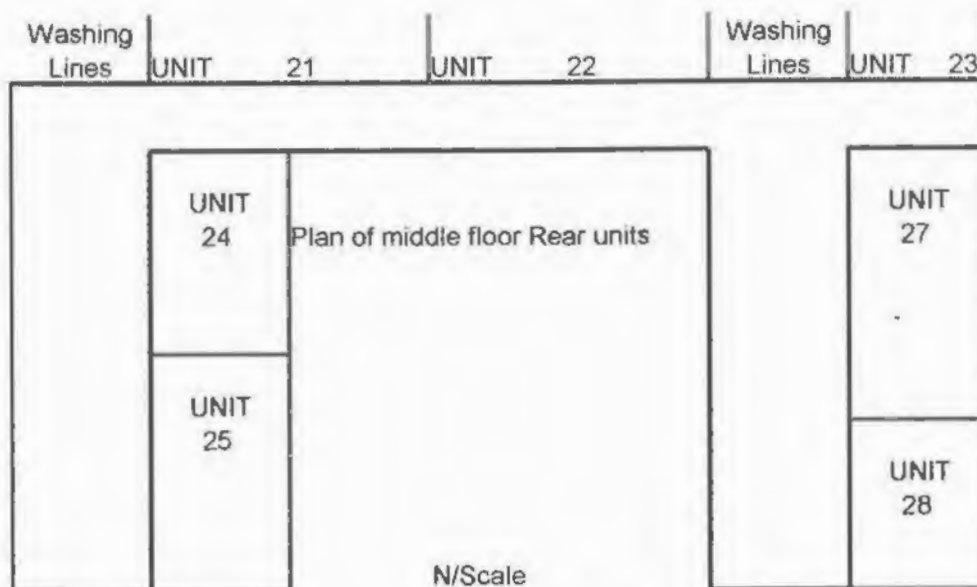 Washing
Lines
UNIT 21
UNIT 22
Washing
Lines
UNIT 23
UNIT
24
Plan of middle floor Rear units
UNIT
27
UNIT
25
UNIT
28
N/Scale